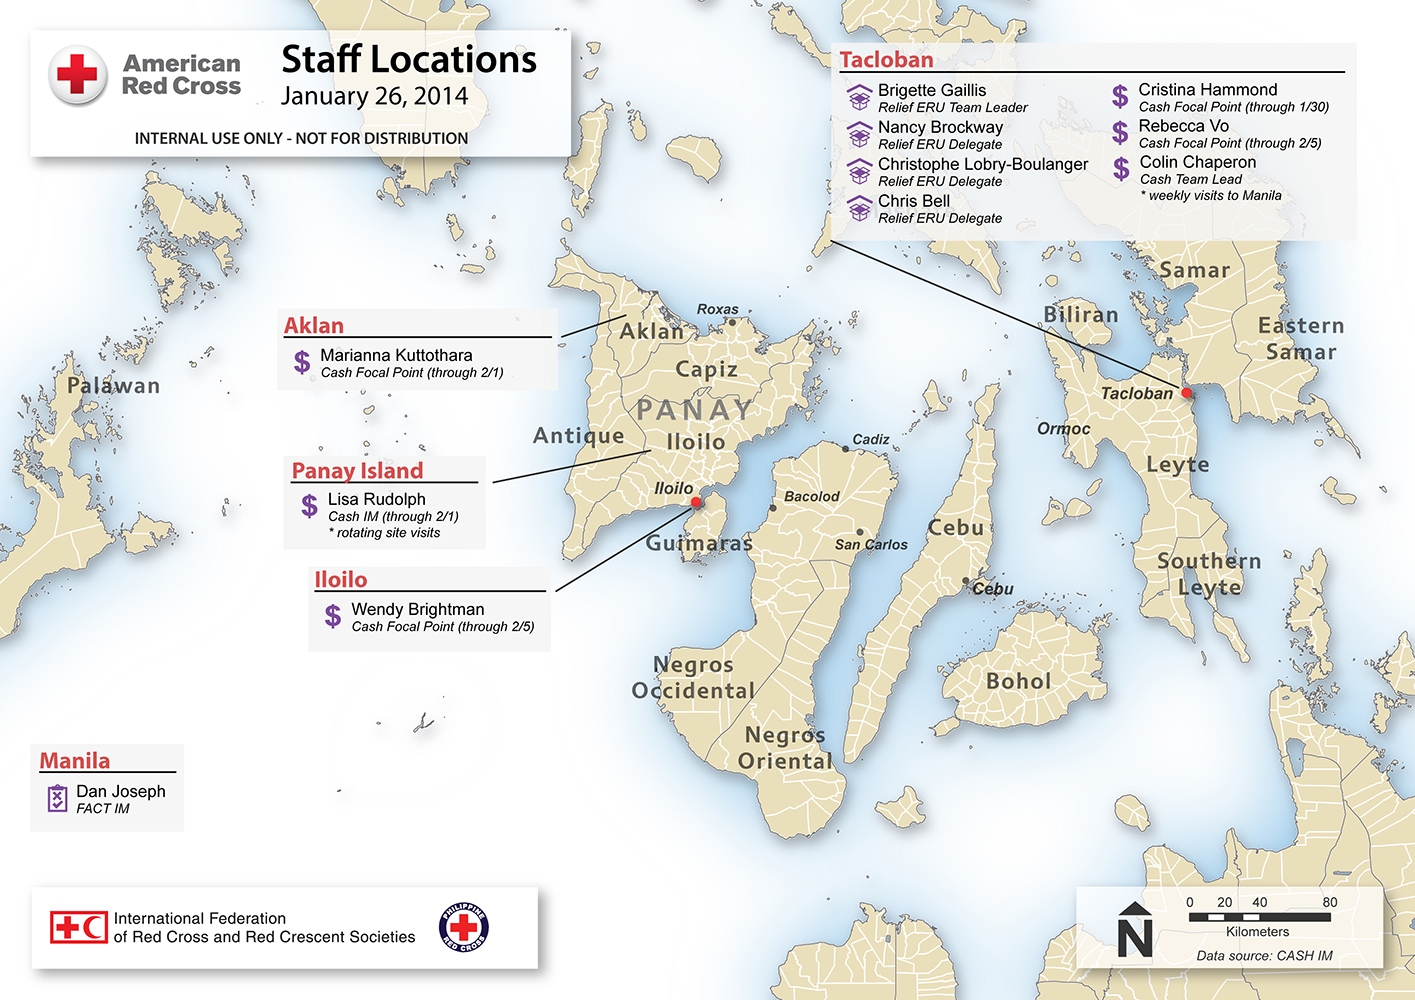 American
Red Cross
Staff Locations
January 26, 2014
INTERNAL USE ONLY - NOT FOR DISTRIBUTION
Tacloban
Brigette Gaillis
Relief ERU Team Leader
Nancy Brockway
Relief ERU Delegate
Christophe Lobry-Boulanger
Relief ERU Delegate
Chris Bell
Relief ERU Delegate
$ Cristina Hammond
Cash Focal Point (through 1/30)
$ Rebecca Vo
Cash Focal Point (through 2/5)
$ Colin Chaperon
Cash Team Lead
* weekly visits to Manila
Samar
Biliran
Eastern
Samar
Tacloban
Ormoc
Leyte
Southern
Leyte
Aklan
$ Marianna Kuttothara
Cash Focal Point (through 2/1)
Roxas
Aklan
Capiz
PANAY
Antique
Iloilo
Palawan
Panay Island
$ Lisa Rudolph
Cash IM (through 2/1)
* rotating site visits
Iloilo
Guimaras
Cadiz
Bacolod
San Carlos
Cebu
Cebu
Iloilo
$ Wendy Brightman
Cash Focal Point (through 2/5)
Negros
Occidental
Negros
Oriental
Bohol
Manila
Dan Joseph
FACT IM
International Federation
of Red Cross and Red Crescent Societies
PHILIPPINE
RED CROSS
N
0 20 40 80
Kilometers
Data source: CASH IM